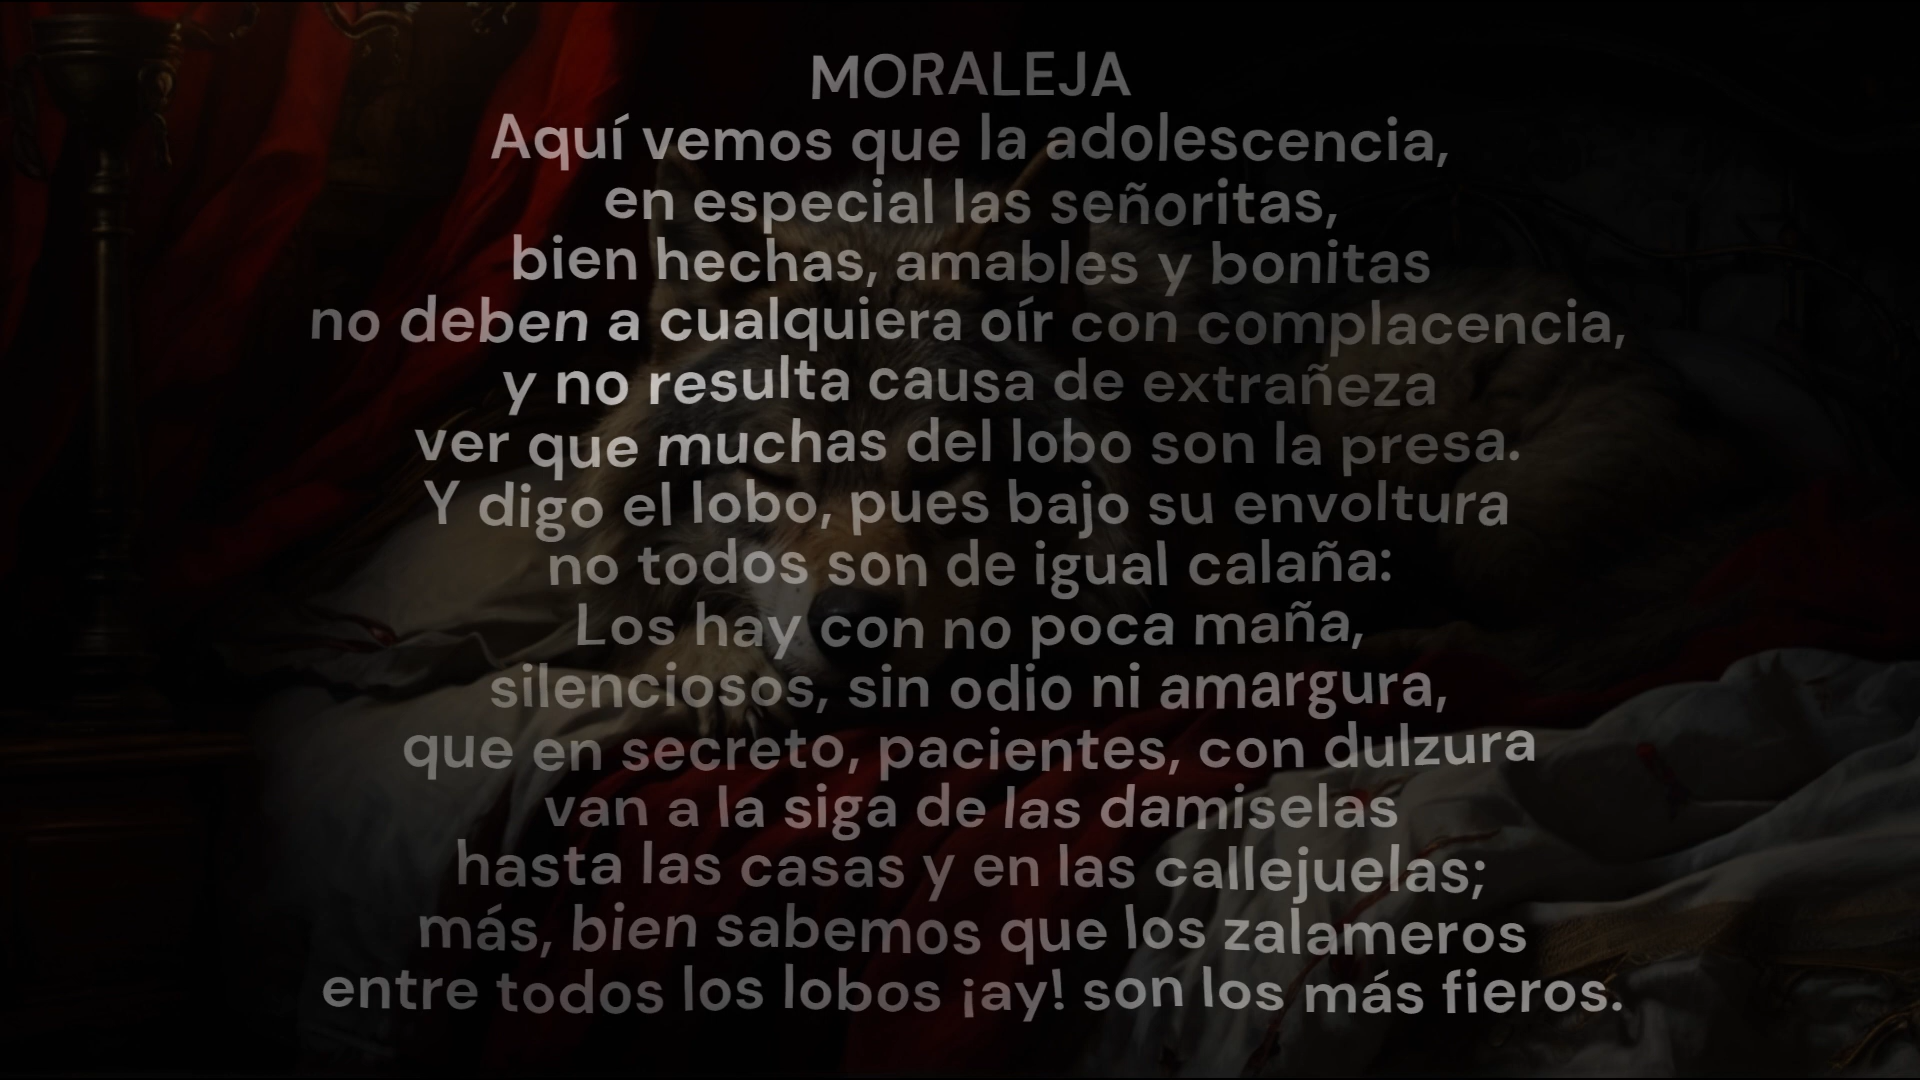 MORALEJA
Aquí vemos que la adolescencia,
en especial las señoritas,
bien hechas, amables y bonitas
no deben a cualquiera oír con complacencia,
y no resulta causa de extrañeza
ver que muchas del lobo son la presa.
Y digo el lobo, pues bajo su envoltura
no todos son de igual calaña:
Los hay con no poca maña,
silenciosos, sin odio ni amargura,
que en secreto, pacientes, con dulzura
van a la siga de las damiselas
hasta las casas y en las callejuelas;
más, bien sabemos que los zalameros
entre todos los lobos ¡ay! son los más fieros.